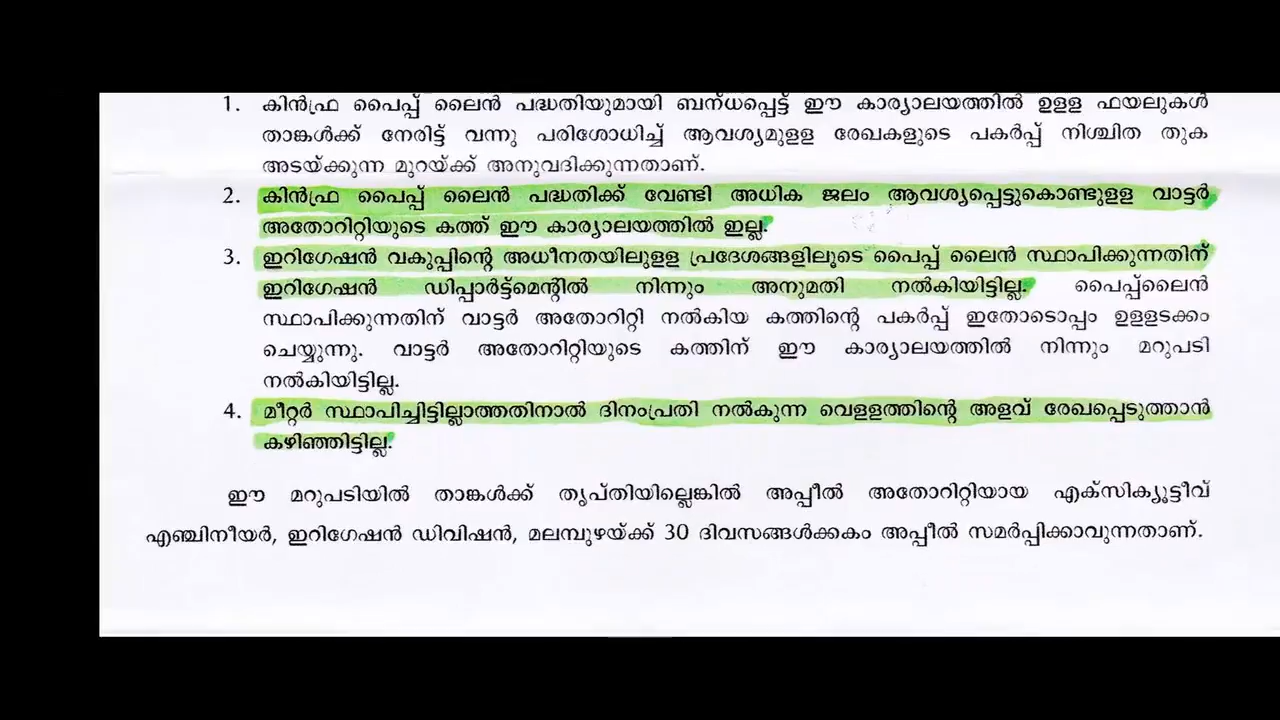 1. കിൻഫ്ര പൈപ്പ് ലൈൻ പദ്ധതിയുമായി ബന്ധപ്പെട്ട് ഈ കാര്യാലയത്തിൽ ഉള്ള ഫയലുകൾ
താങ്കൾക്ക് നേരിട്ട് വന്നു പരിശോധിച്ച് ആവശ്യമുള്ള രേഖകളുടെ പകർപ്പ് നിശ്ചിത തുക
അടയ്ക്കുന്ന മുറയ്ക്ക് അനുവദിക്കുന്നതാണ്.
2. കിൻഫ്ര പൈപ്പ് ലൈൻ പദ്ധതിക്ക് വേണ്ടി അധിക ജലം ആവശ്യപ്പെട്ടുകൊണ്ടുള്ള വാട്ടർ
അതോറിറ്റിയുടെ കത്ത് ഈ കാര്യാലയത്തിൽ ഇല്ല.
3. ഇറിഗേഷൻ വകുപ്പിന്റെ അധീനതയിലുള്ള പ്രദേശങ്ങളിലൂടെ പൈപ്പ് ലൈൻ സ്ഥാപിക്കുന്നതിന്
ഇറിഗേഷൻ ഡിപ്പാർട്ട്മെന്റിൽ നിന്നും അനുമതി നൽകിയിട്ടില്ല. പൈപ്പ്ലൈൻ
സ്ഥാപിക്കുന്നതിന് വാട്ടർ അതോറിറ്റി നൽകിയ കത്തിന്റെ പകർപ്പ് ഇതോടൊപ്പം ഉള്ളടക്കം
ചെയ്യുന്നു. വാട്ടർ അതോറിറ്റിയുടെ കത്തിന് ഈ കാര്യാലയത്തിൽ നിന്നും മറുപടി
നൽകിയിട്ടില്ല.
4. മീറ്റർ സ്ഥാപിച്ചിട്ടില്ലാത്തതിനാൽ ദിനംപ്രതി നൽകുന്ന വെള്ളത്തിന്റെ അളവ് രേഖപ്പെടുത്താൻ
കഴിഞ്ഞിട്ടില്ല.
ഈ മറുപടിയിൽ താങ്കൾക്ക് തൃപ്തിയില്ലെങ്കിൽ അപ്പീൽ അതോറിറ്റിയായ എക്സിക്യൂട്ടീവ്
എഞ്ചിനീയർ, ഇറിഗേഷൻ ഡിവിഷൻ, മലമ്പുഴയ്ക്ക് 30 ദിവസങ്ങൾക്കകം അപ്പീൽ സമർപ്പിക്കാവുന്നതാണ്.